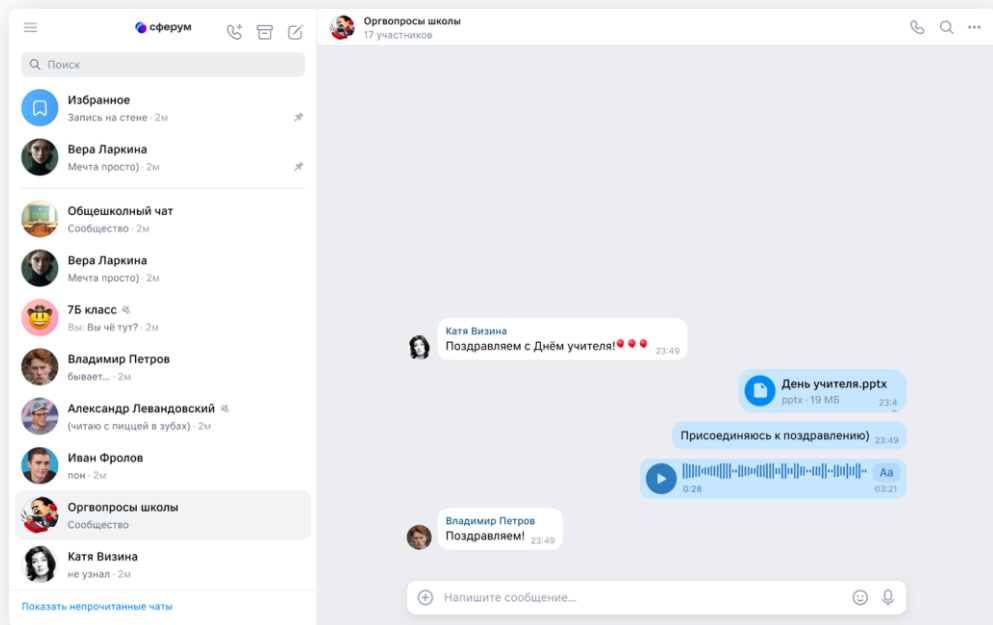 сферум
Поиск
Избранное
Запись на стене · 2м
Вера Ларкина
Мечта просто) · 2м
Общешкольный чат
Сообщество · 2м
Вера Ларкина
Мечта просто) · 2м
7Б класс
Вы: Вы чё тут? · 2м
Владимир Петров
бывает... · 2м
Александр Левандовский
(читаю с пиццей в зубах) · 2м
Иван Фролов
пон · 2м
Оргвопросы школы
Сообщество
Катя Визина
не узнал · 2м
Показать непрочитанные чаты
Оргвопросы школы
17 участников
Катя Визина
Поздравляем с Днём учителя!🎈🎈🎈 23:49
День учителя.pptx
pptx · 19 МБ 23:4
Присоединяюсь к поздравлению) 23:49
Aa
0:28 03:21
Владимир Петров
Поздравляем! 23:49
Напишите сообщение...